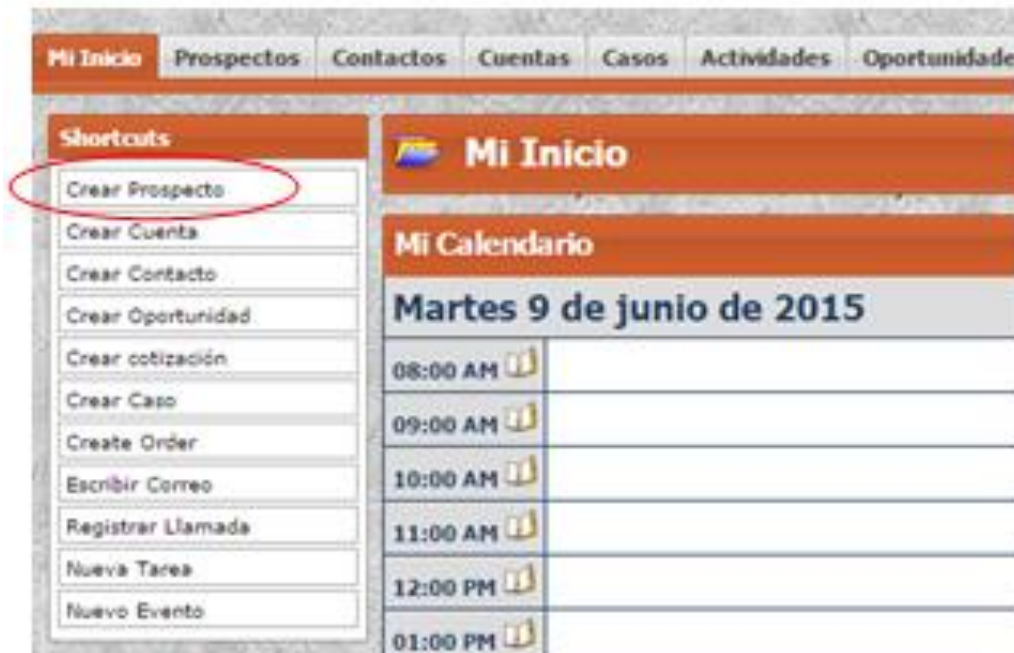 Mi Inicio Prospectos Contactos Cuentas Casos Actividades Oportunidade
Shortcuts
Crear Prospecto
Crear Cuenta
Crear Contacto
Crear Oportunidad
Crear cotización
Crear Caso
Create Order
Escribir Correo
Registrar Llamada
Nueva Tarea
Nuevo Evento
Mi Inicio
Mi Calendario
Martes 9 de junio de 2015
08:00 AM
09:00 AM
10:00 AM
11:00 AM
12:00 PM
01:00 PM